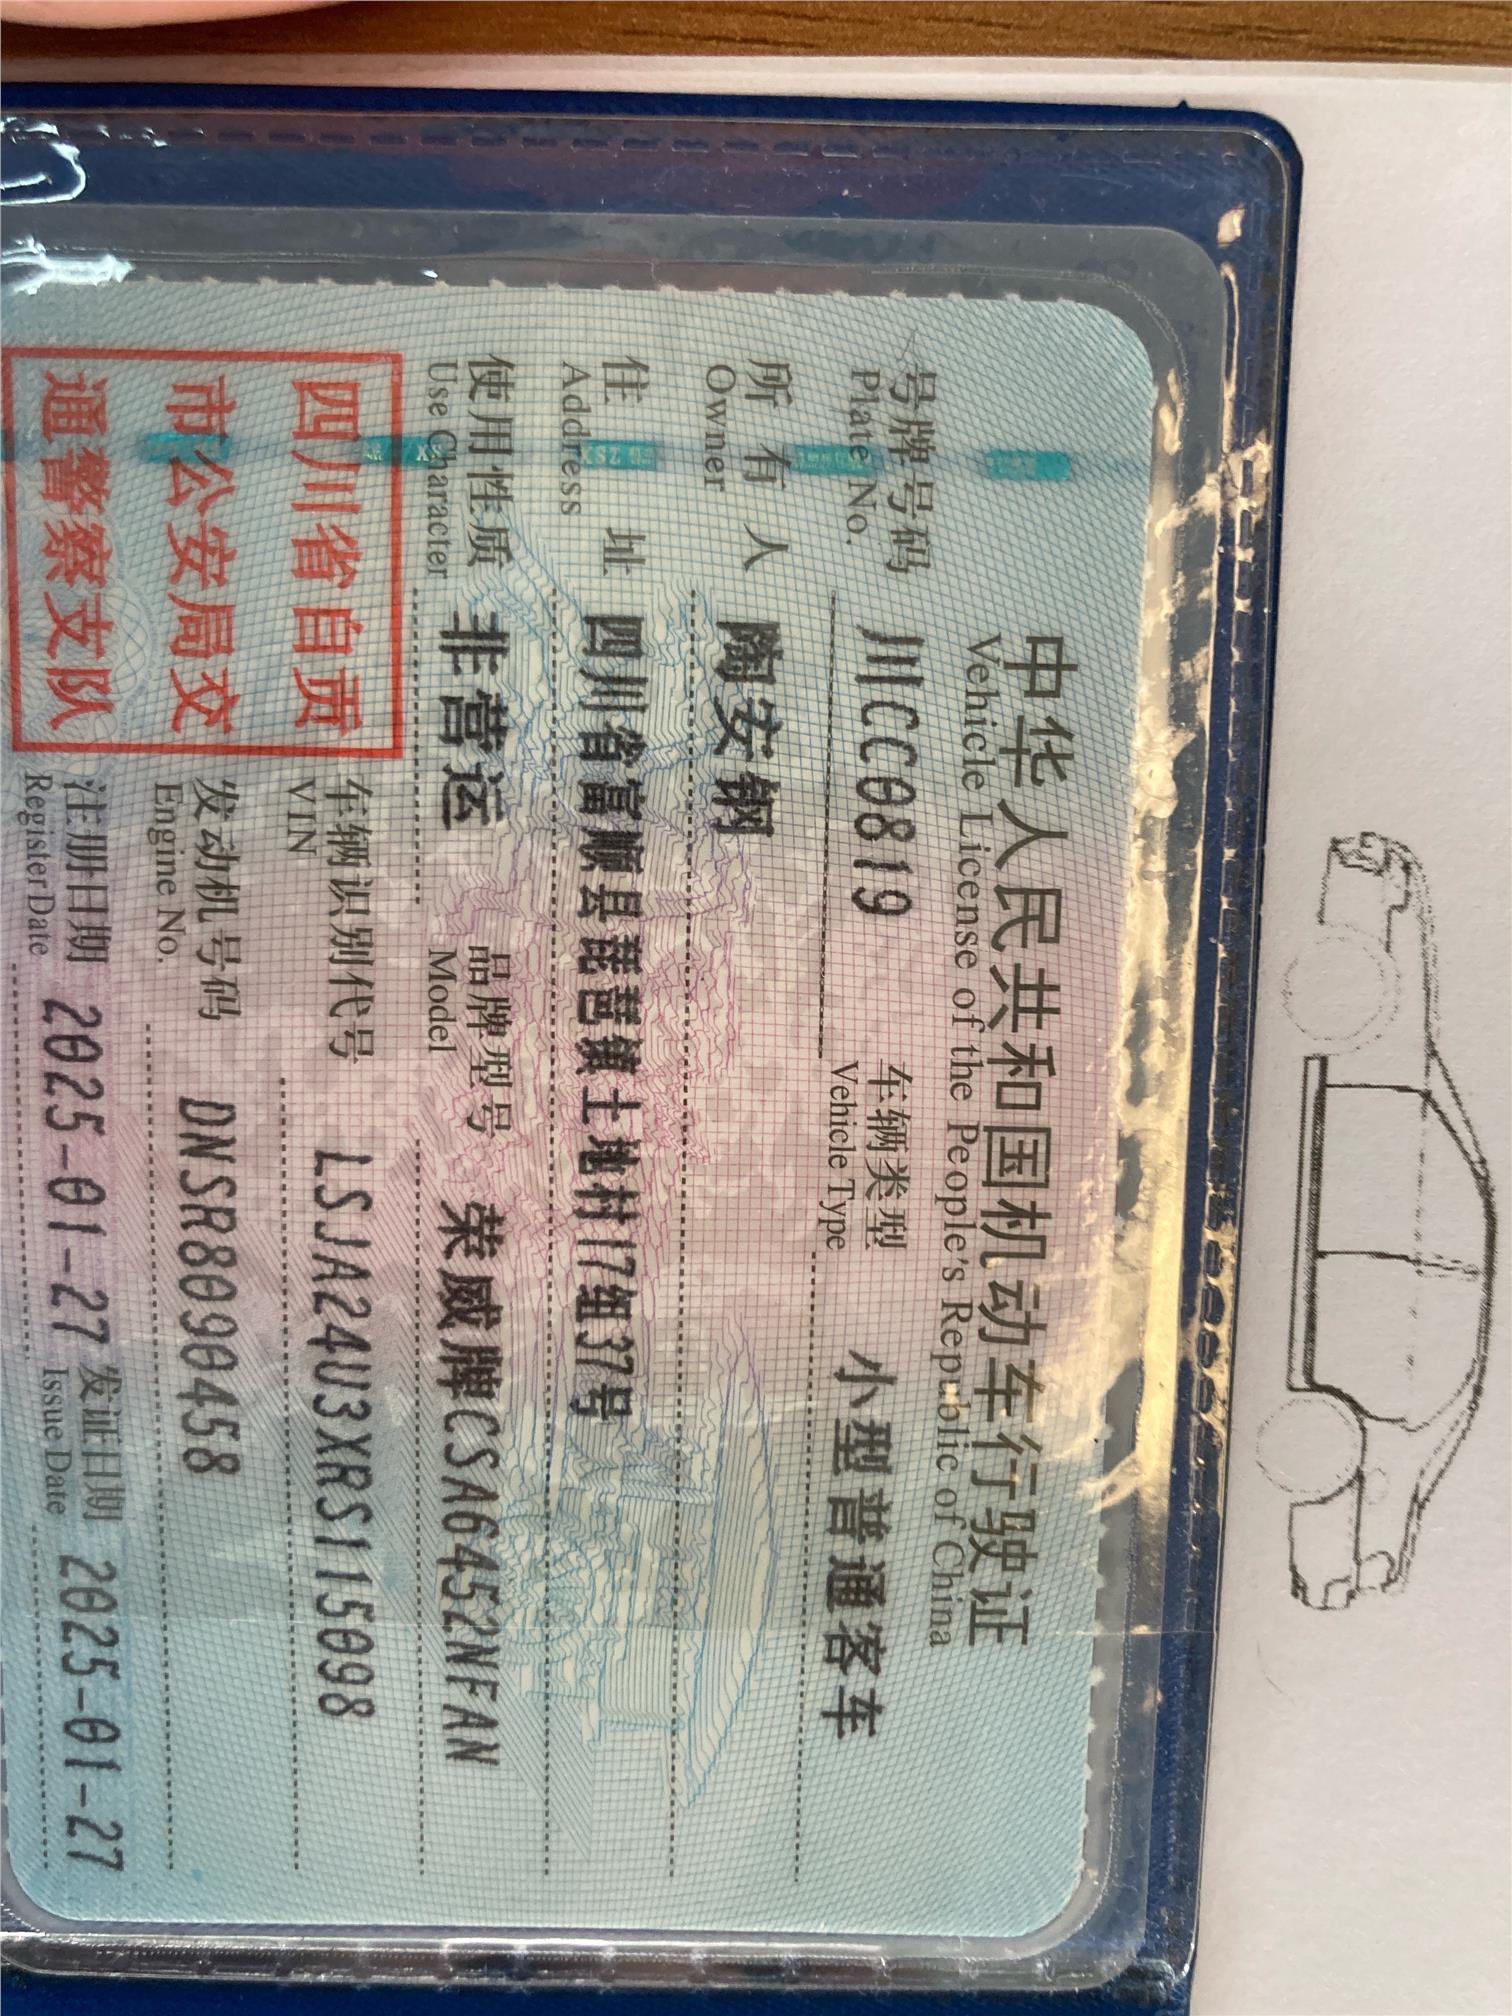 中华人民共和国机动车行驶证
Vehicle License of the People's Republic of China
号牌号码 川CC0819 车辆类型 小型普通客车
Plate No. Vehicle Type
所有人 陶安钢
Owner
住址 四川省富顺县琵琶镇土地村17组37号
Address
使用性质 非营运 品牌型号 荣威牌CSA6452NFAN
Use Character Model
四川省自贡
市公安局交
通警察支队
车辆识别代号 LSJA24U3XRS115098
VIN
发动机号码 DNSR8090458
Engine No.
注册日期 2025-01-27 发证日期 2025-01-27
Register Date Issue Date